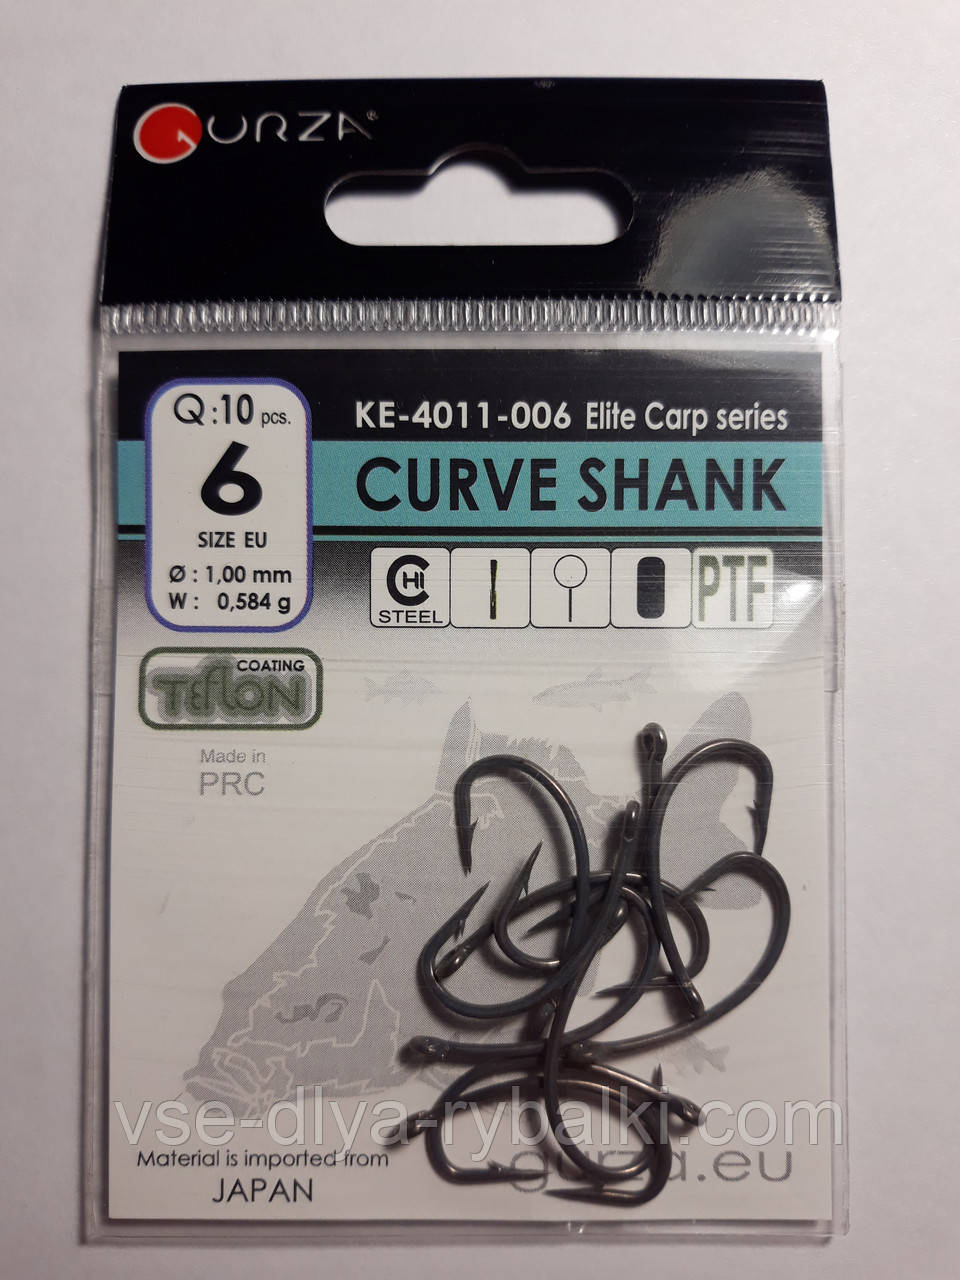 GURZA®
Q:10 pcs.
6
SIZE EU
Ø : 1,00 mm
W : 0,584 g
KE-4011-006 Elite Carp series
CURVE SHANK
C HI
STEEL
PTF
COATING
TEflON
Made in
PRC
vse-dlya-rybalki.com
gurza.eu
Material is imported from
JAPAN